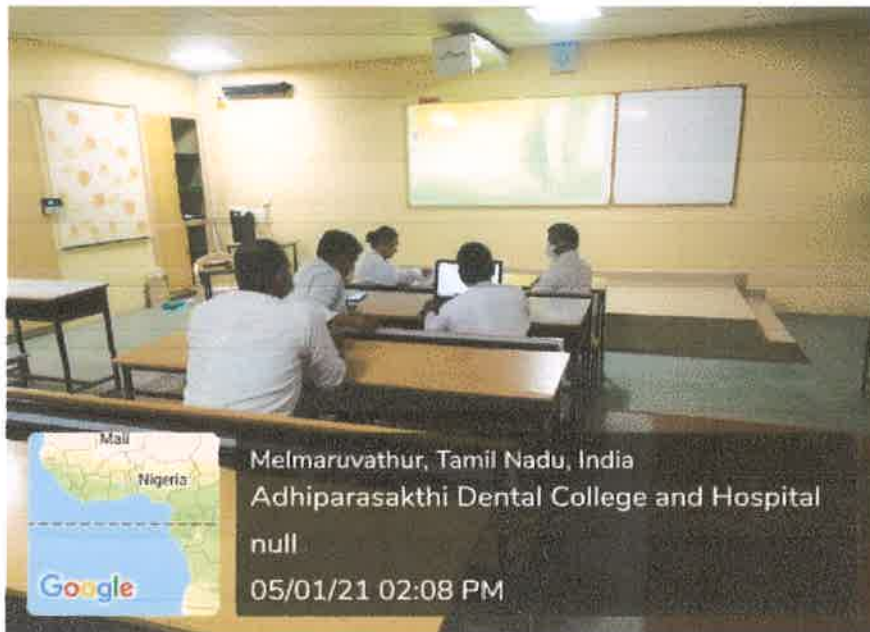 Mali
Nigeria
Google
Melmaruvathur, Tamil Nadu, India
Adhiparasakthi Dental College and Hospital
null
05/01/21 02:08 PM